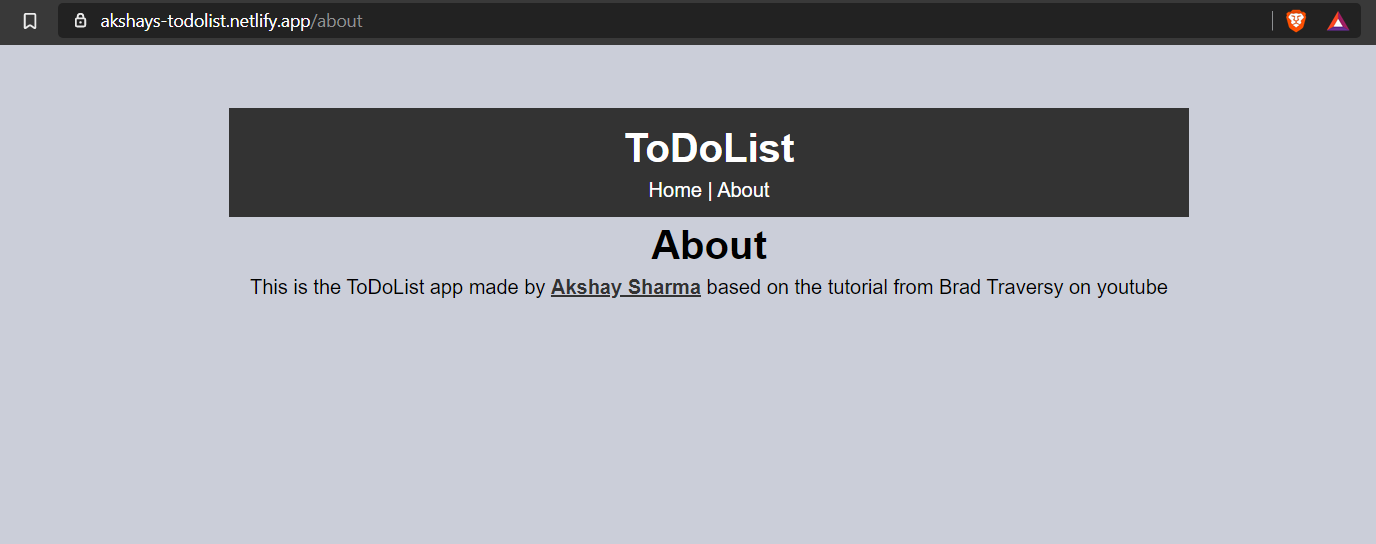 akshays-todolist.netlify.app/about
ToDoList
Home | About
About
This is the ToDoList app made by Akshay Sharma based on the tutorial from Brad Traversy on youtube